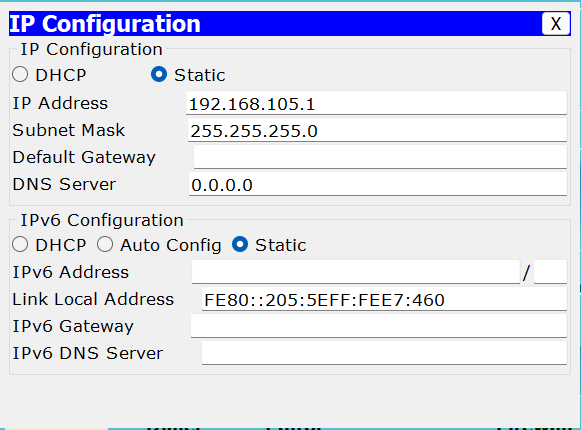 IP Configuration X
IP Configuration
DHCP Static
IP Address 192.168.105.1
Subnet Mask 255.255.255.0
Default Gateway
DNS Server 0.0.0.0
IPv6 Configuration
DHCP Auto Config Static
IPv6 Address /
Link Local Address FE80::205:5EFF:FEE7:460
IPv6 Gateway
IPv6 DNS Server